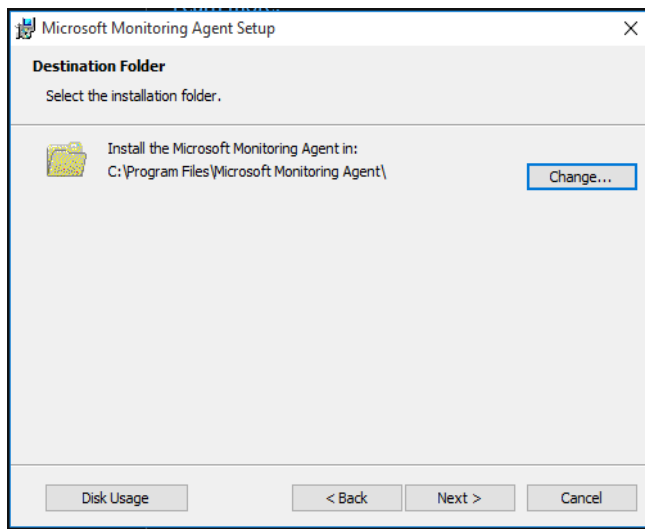 Microsoft Monitoring Agent Setup
Destination Folder
Select the installation folder.
Install the Microsoft Monitoring Agent in:
C:\Program Files\Microsoft Monitoring Agent\
Change...
Disk Usage
< Back
Next >
Cancel